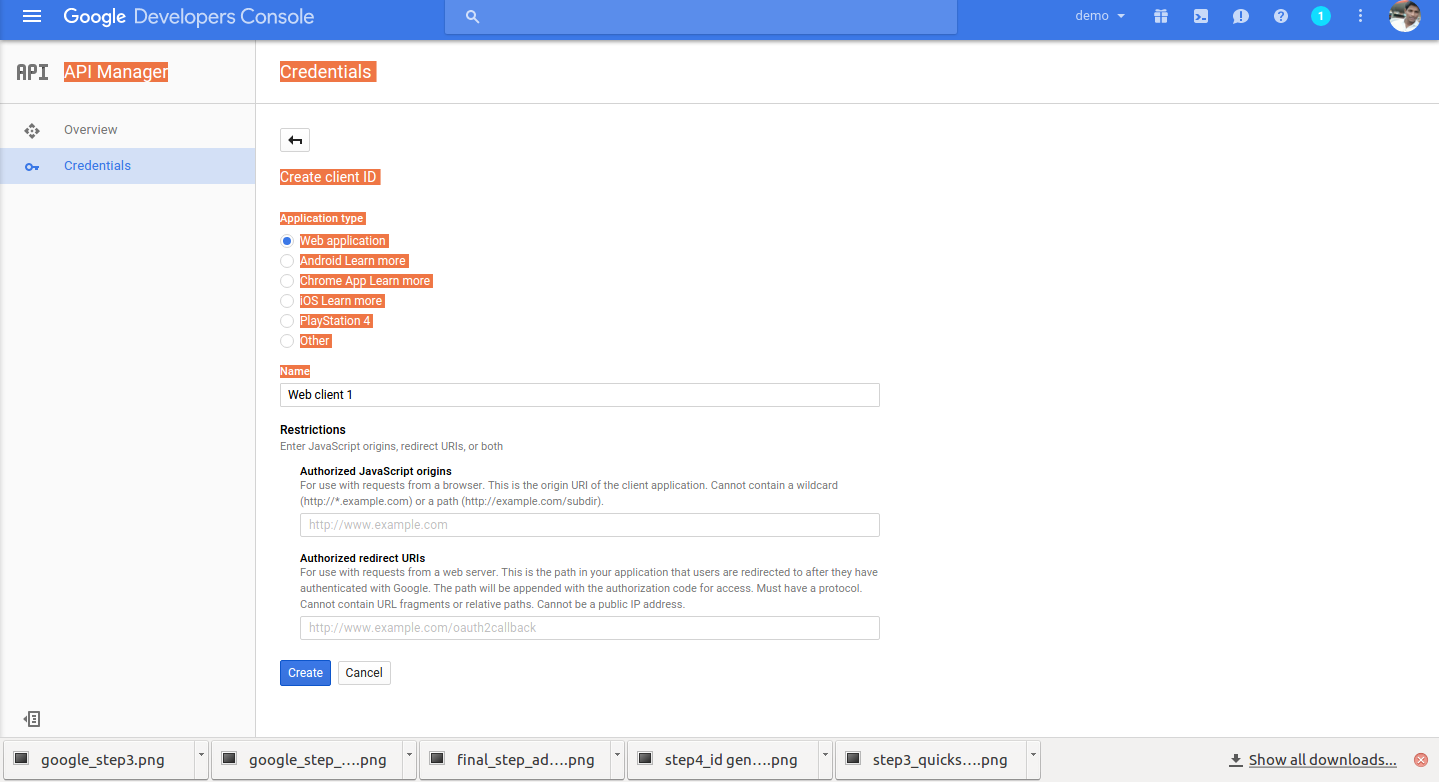 Google Developers Console
demo
1
API API Manager
Credentials
Overview
Credentials
Create client ID
Application type
Web application
Android Learn more
Chrome App Learn more
iOS Learn more
PlayStation 4
Other
Name
Web client 1
Restrictions
Enter JavaScript origins, redirect URIs, or both
Authorized JavaScript origins
For use with requests from a browser. This is the origin URI of the client application. Cannot contain a wildcard
(http://*.example.com) or a path (http://example.com/subdir).
http://www.example.com
Authorized redirect URIs
For use with requests from a web server. This is the path in your application that users are redirected to after they have
authenticated with Google. The path will be appended with the authorization code for access. Must have a protocol.
Cannot contain URL fragments or relative paths. Cannot be a public IP address.
http://www.example.com/oauth2callback
Create Cancel
google_step3.png google_step_....png final_step_ad....png step4_id gen....png step3_quicks....png Show all downloads...